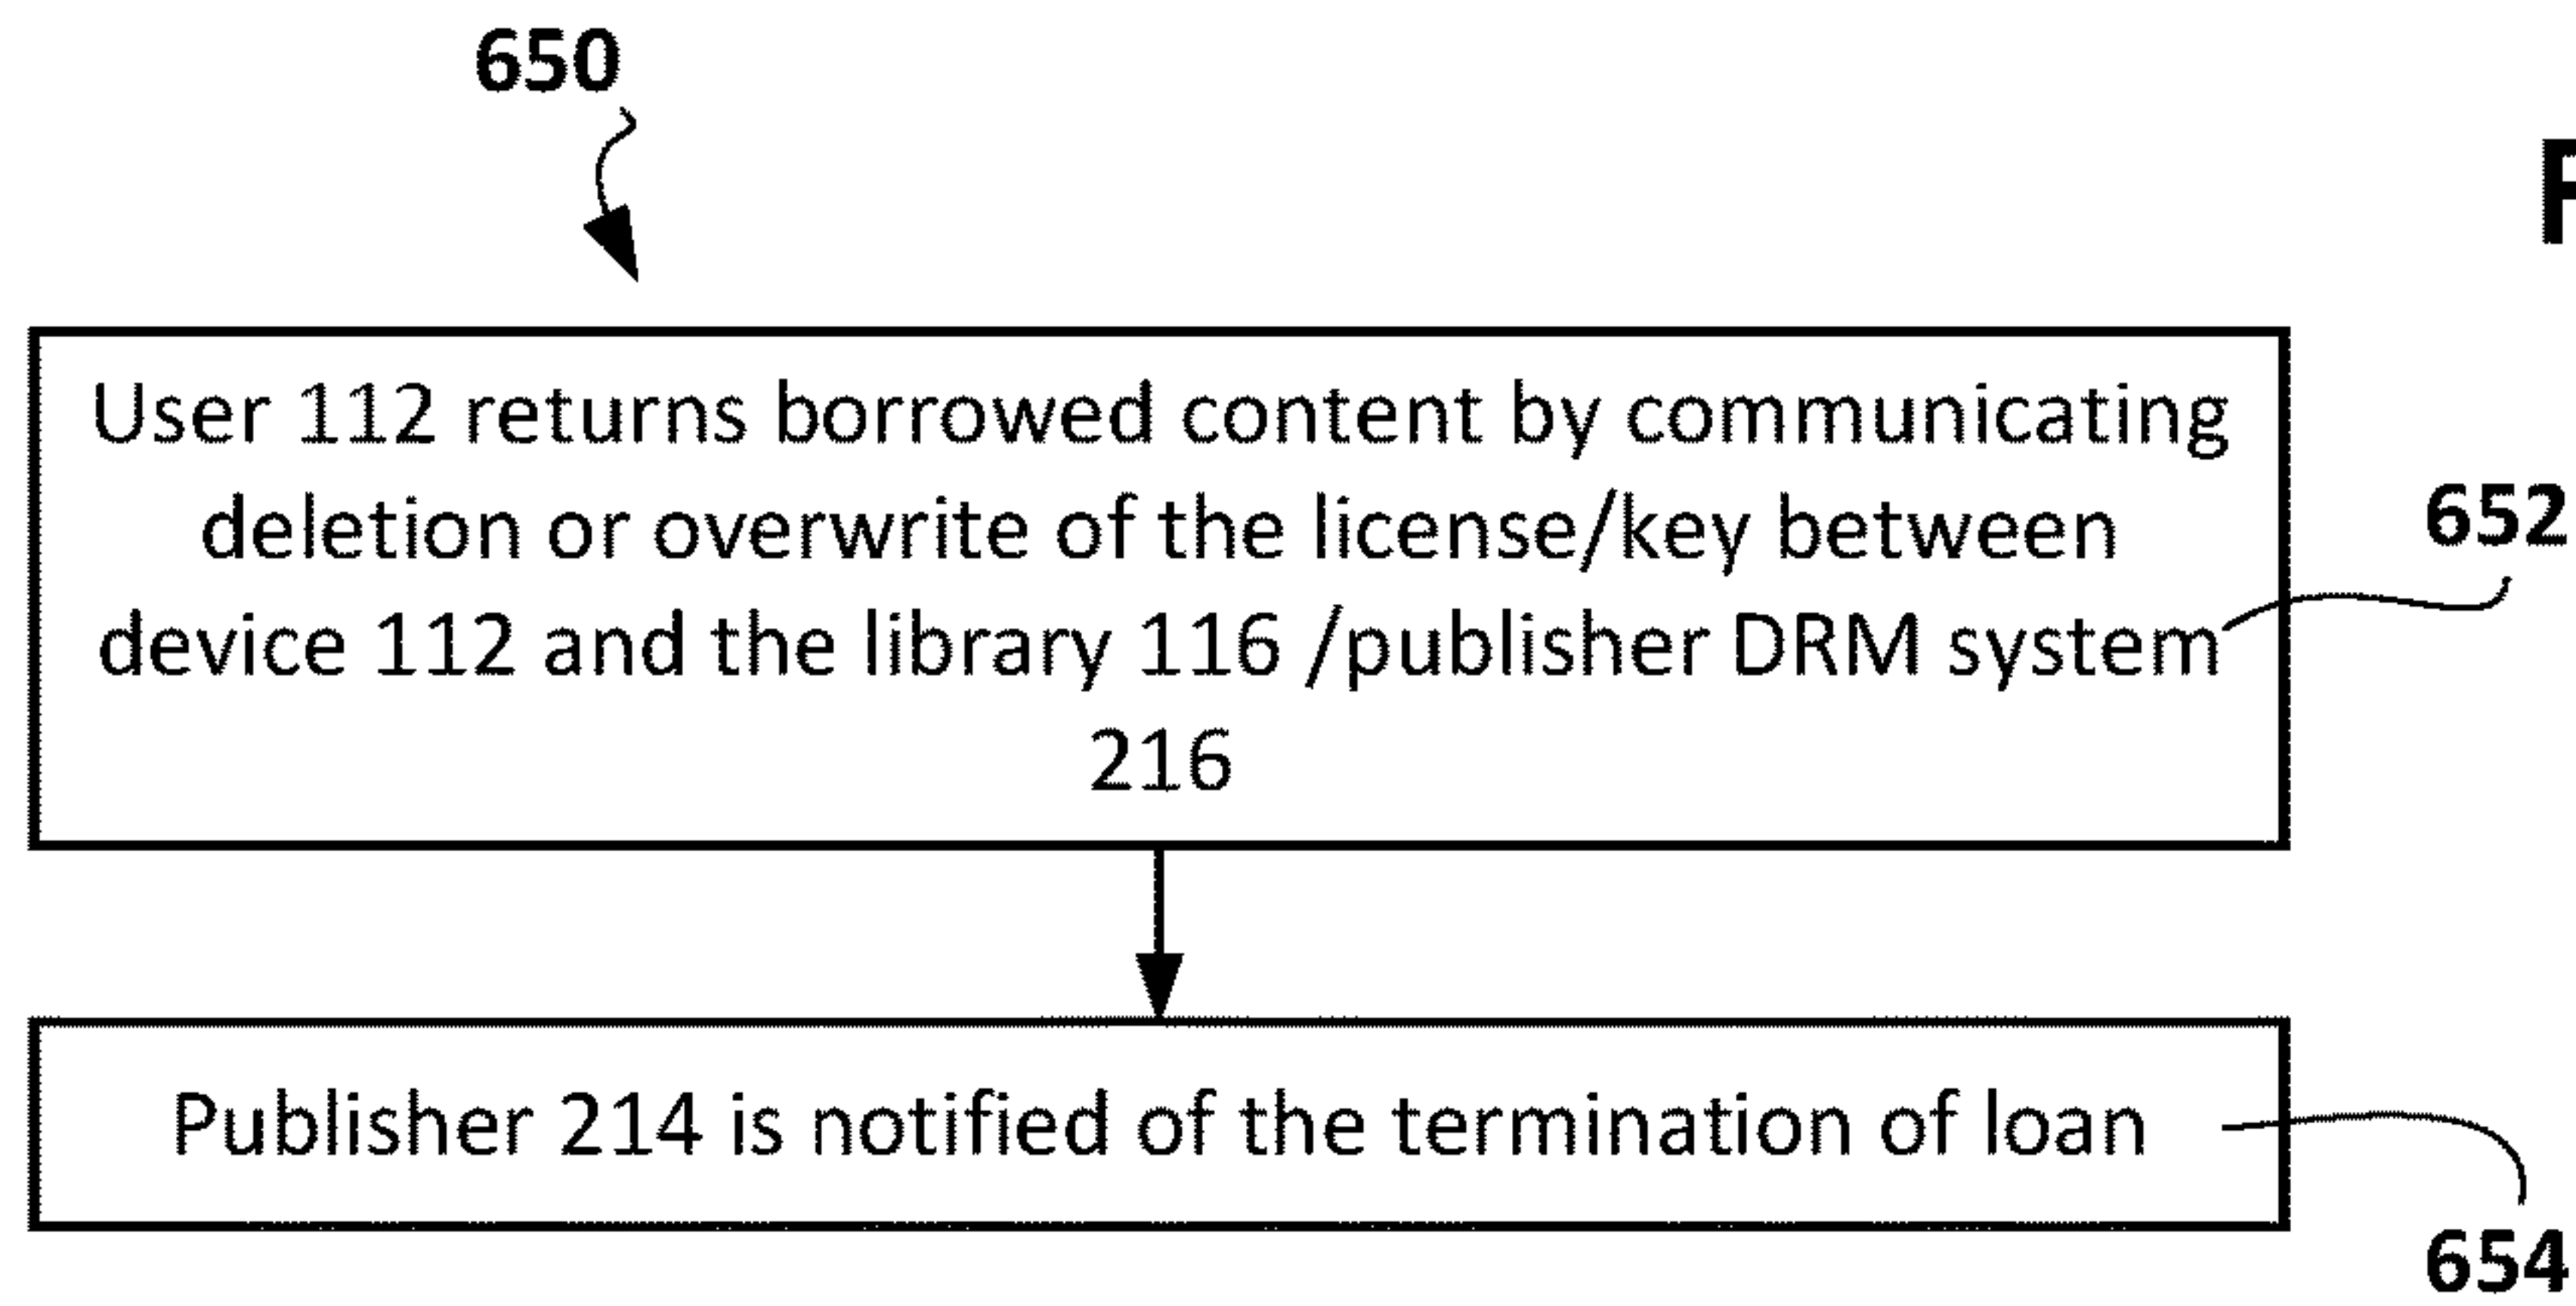 650
F
User 112 returns borrowed content by communicating
deletion or overwrite of the license/key between
device 112 and the library 116 /publisher DRM system
216
652
Publisher 214 is notified of the termination of loan
654